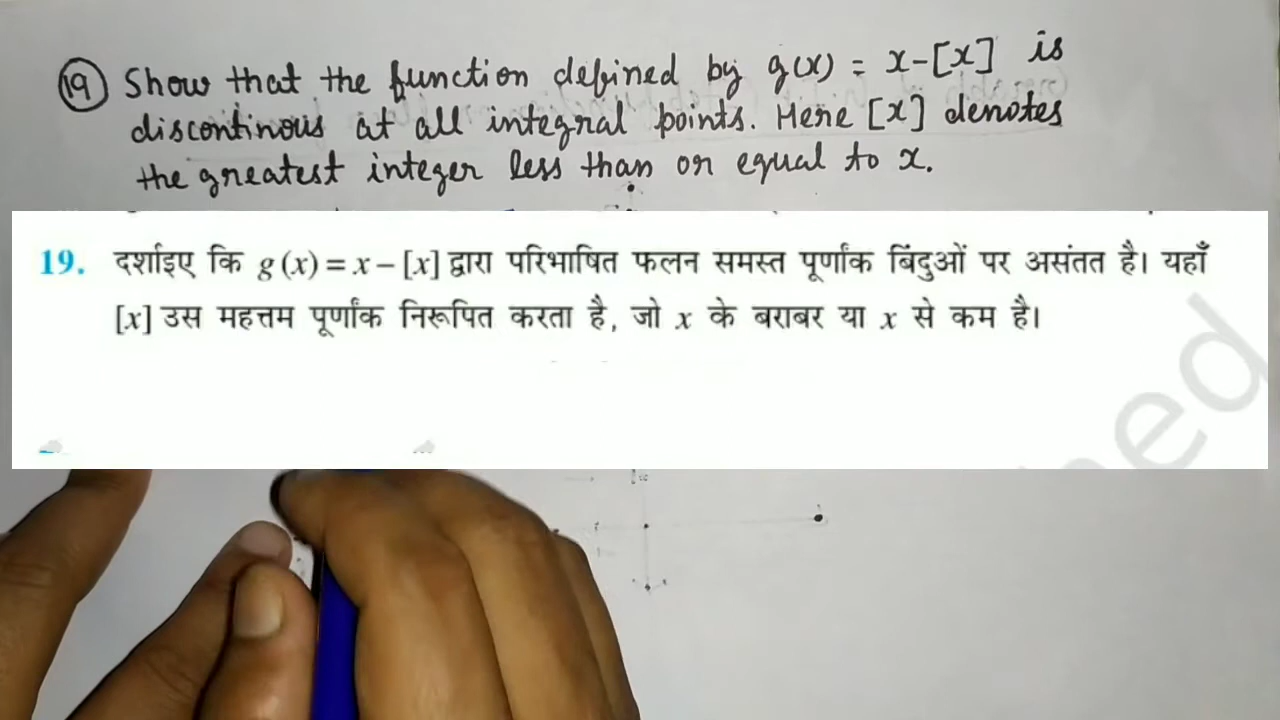 19 Show that the function defined by g(x) = x-[x] is
discontinous at all integral points. Here [x] denotes
the greatest integer less than or equal to x.
19. दर्शाइए कि g (x) = x – [x] द्वारा परिभाषित फलन समस्त पूर्णांक बिंदुओं पर असंतत है। यहाँ
[x] उस महत्तम पूर्णांक निरूपित करता है, जो x के बराबर या x से कम है।